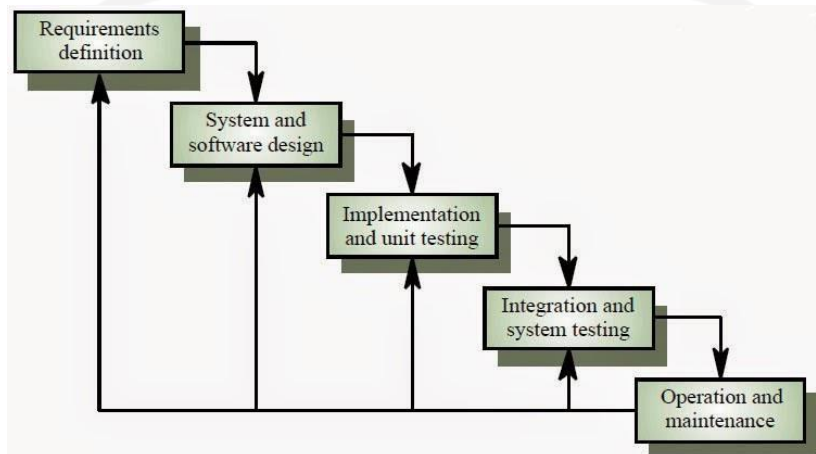 Requirements
definition
System and
software design
Implementation
and unit testing
Integration and
system testing
Operation and
maintenance